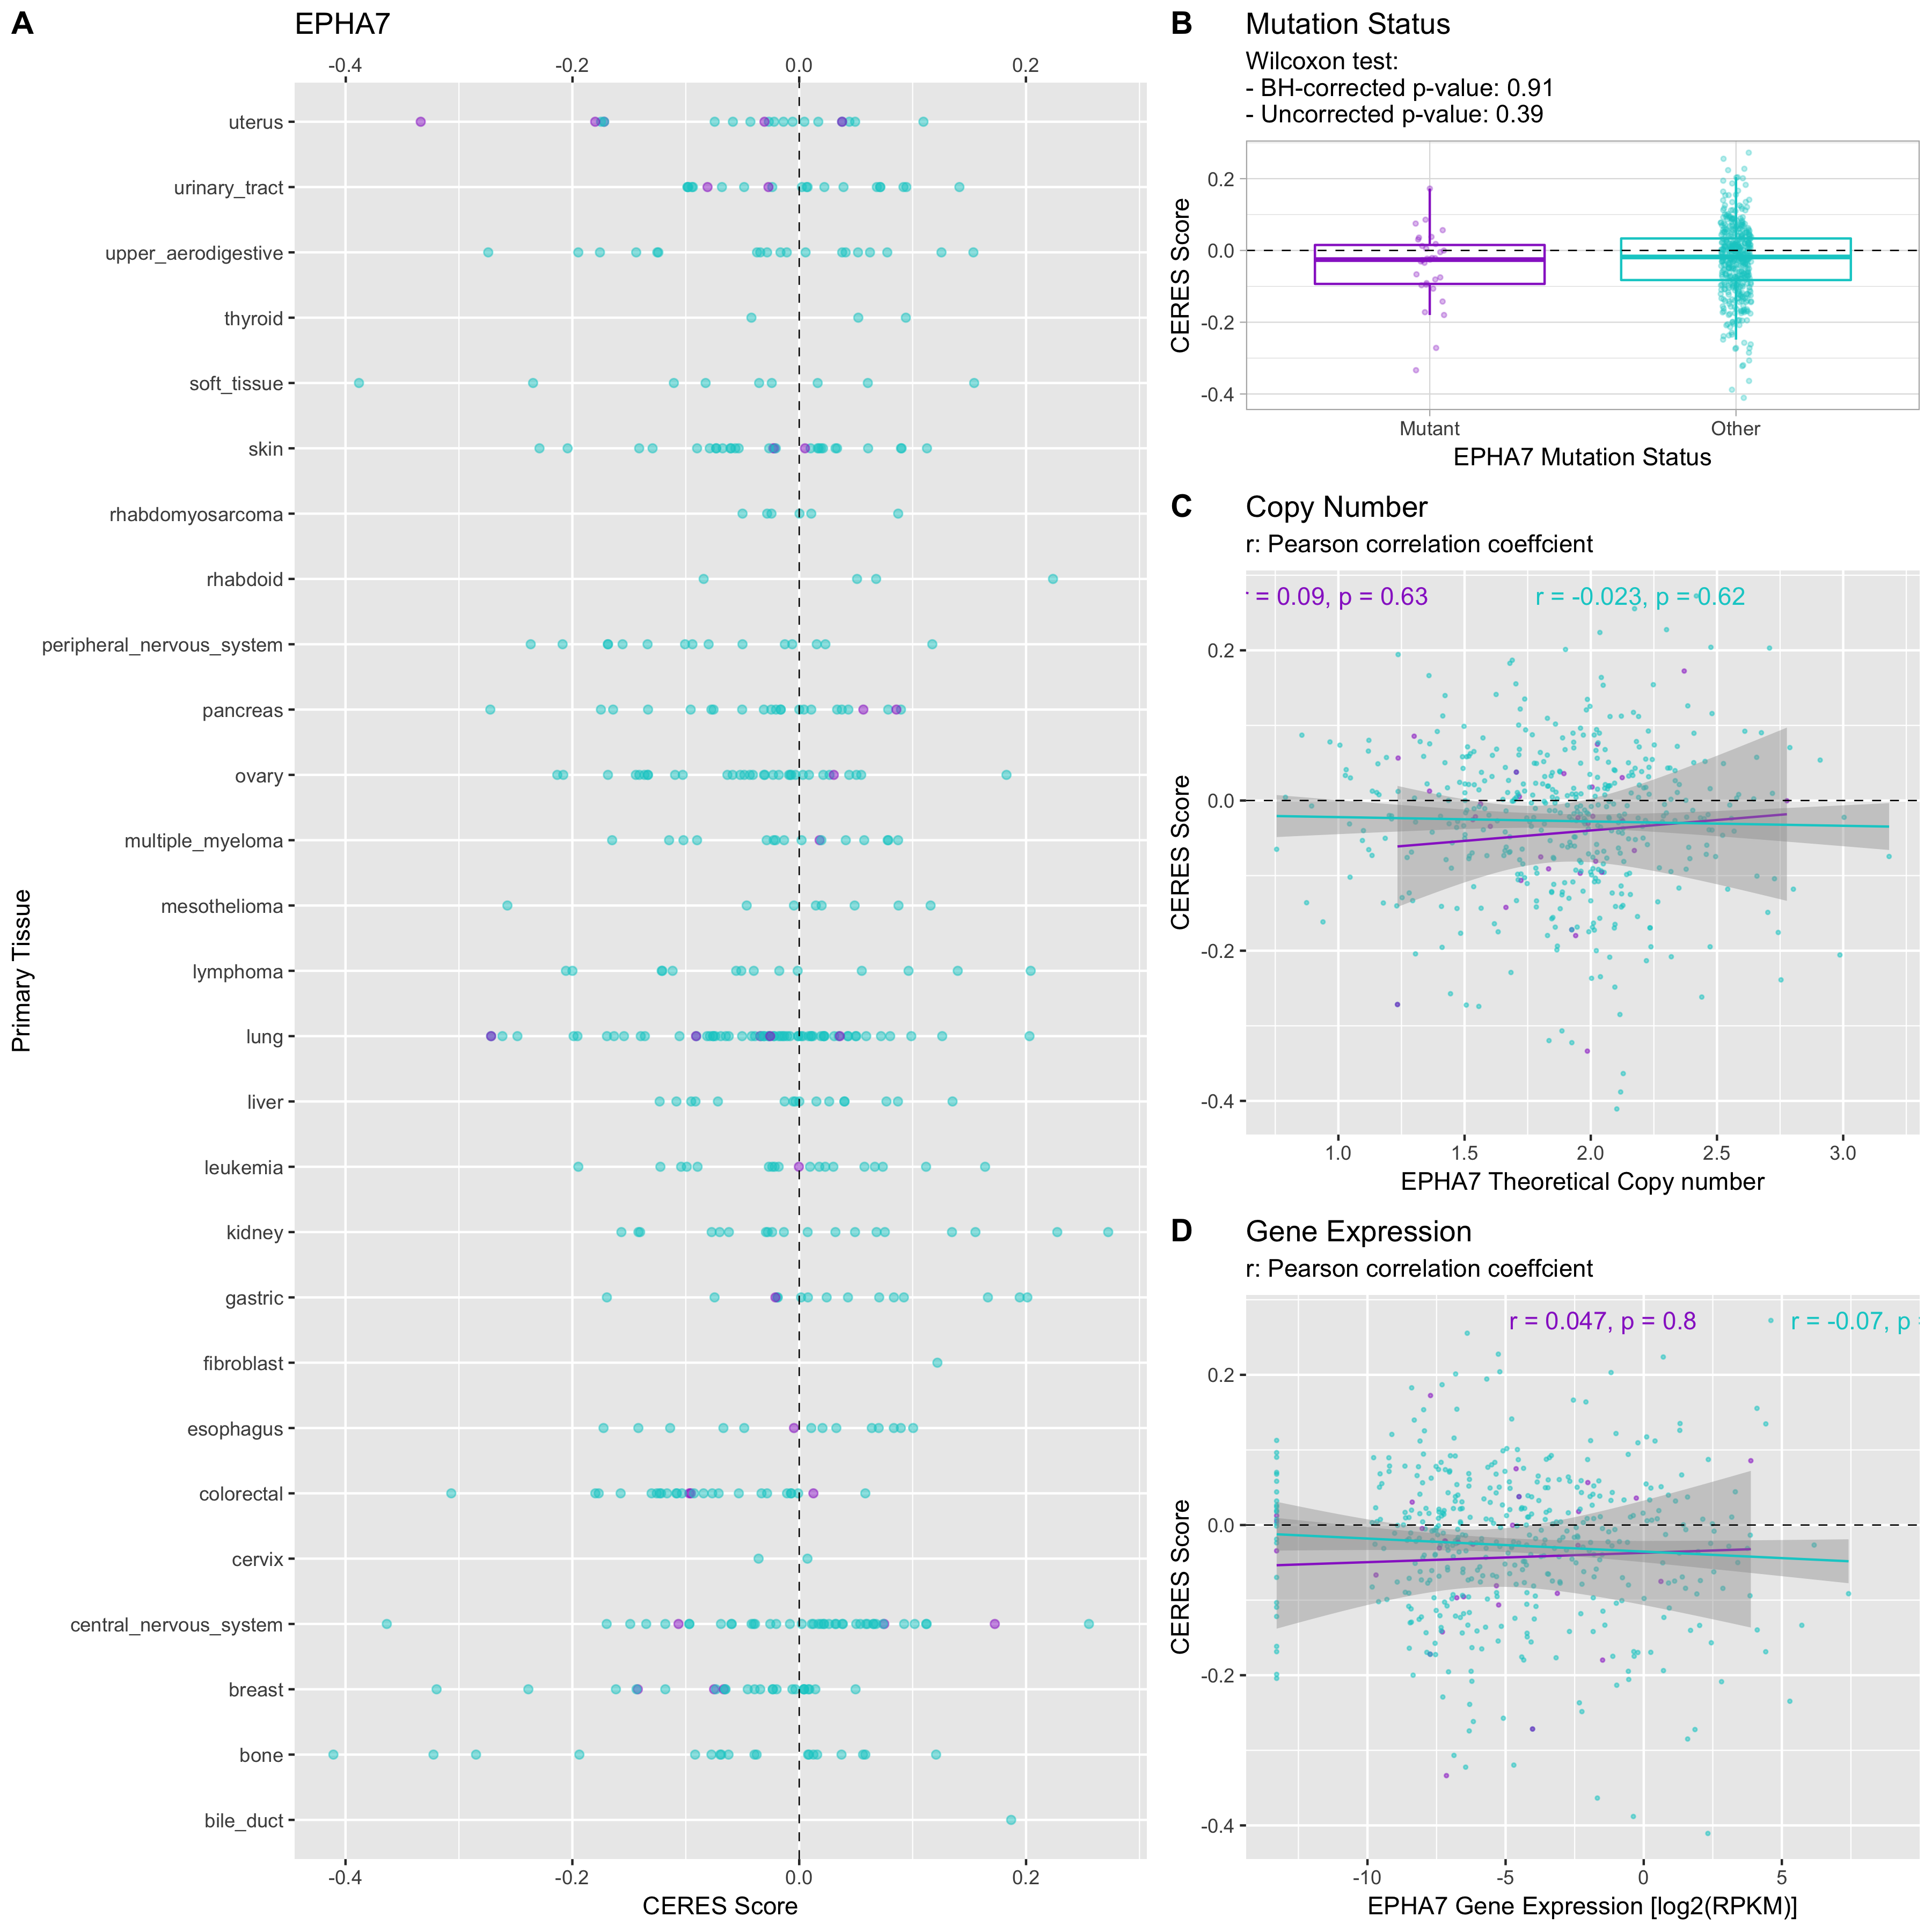 A
EPHA7
-0.4 -0.2 0.0 0.2
uterus
urinary_tract
upper_aerodigestive
thyroid
soft_tissue
skin
rhabdomyosarcoma
rhabdoid
peripheral_nervous_system
pancreas
ovary
multiple_myeloma
mesothelioma
lymphoma
lung
liver
leukemia
kidney
gastric
fibroblast
esophagus
colorectal
cervix
central_nervous_system
breast
bone
bile_duct
Primary Tissue
-0.4 -0.2 0.0 0.2
CERES Score
B Mutation Status
Wilcoxon test:
- BH-corrected p-value: 0.91
- Uncorrected p-value: 0.39
0.2
0.0
-0.2
-0.4
CERES Score
Mutant Other
EPHA7 Mutation Status
C Copy Number
r: Pearson correlation coeffcient
r = 0.09, p = 0.63 r = -0.023, p = 0.62
0.2
0.0
-0.2
-0.4
CERES Score
1.0 1.5 2.0 2.5 3.0
EPHA7 Theoretical Copy number
D Gene Expression
r: Pearson correlation coeffcient
r = 0.047, p = 0.8 r = -0.07, p
0.2
0.0
-0.2
-0.4
CERES Score
-10 -5 0 5
EPHA7 Gene Expression [log2(RPKM)]